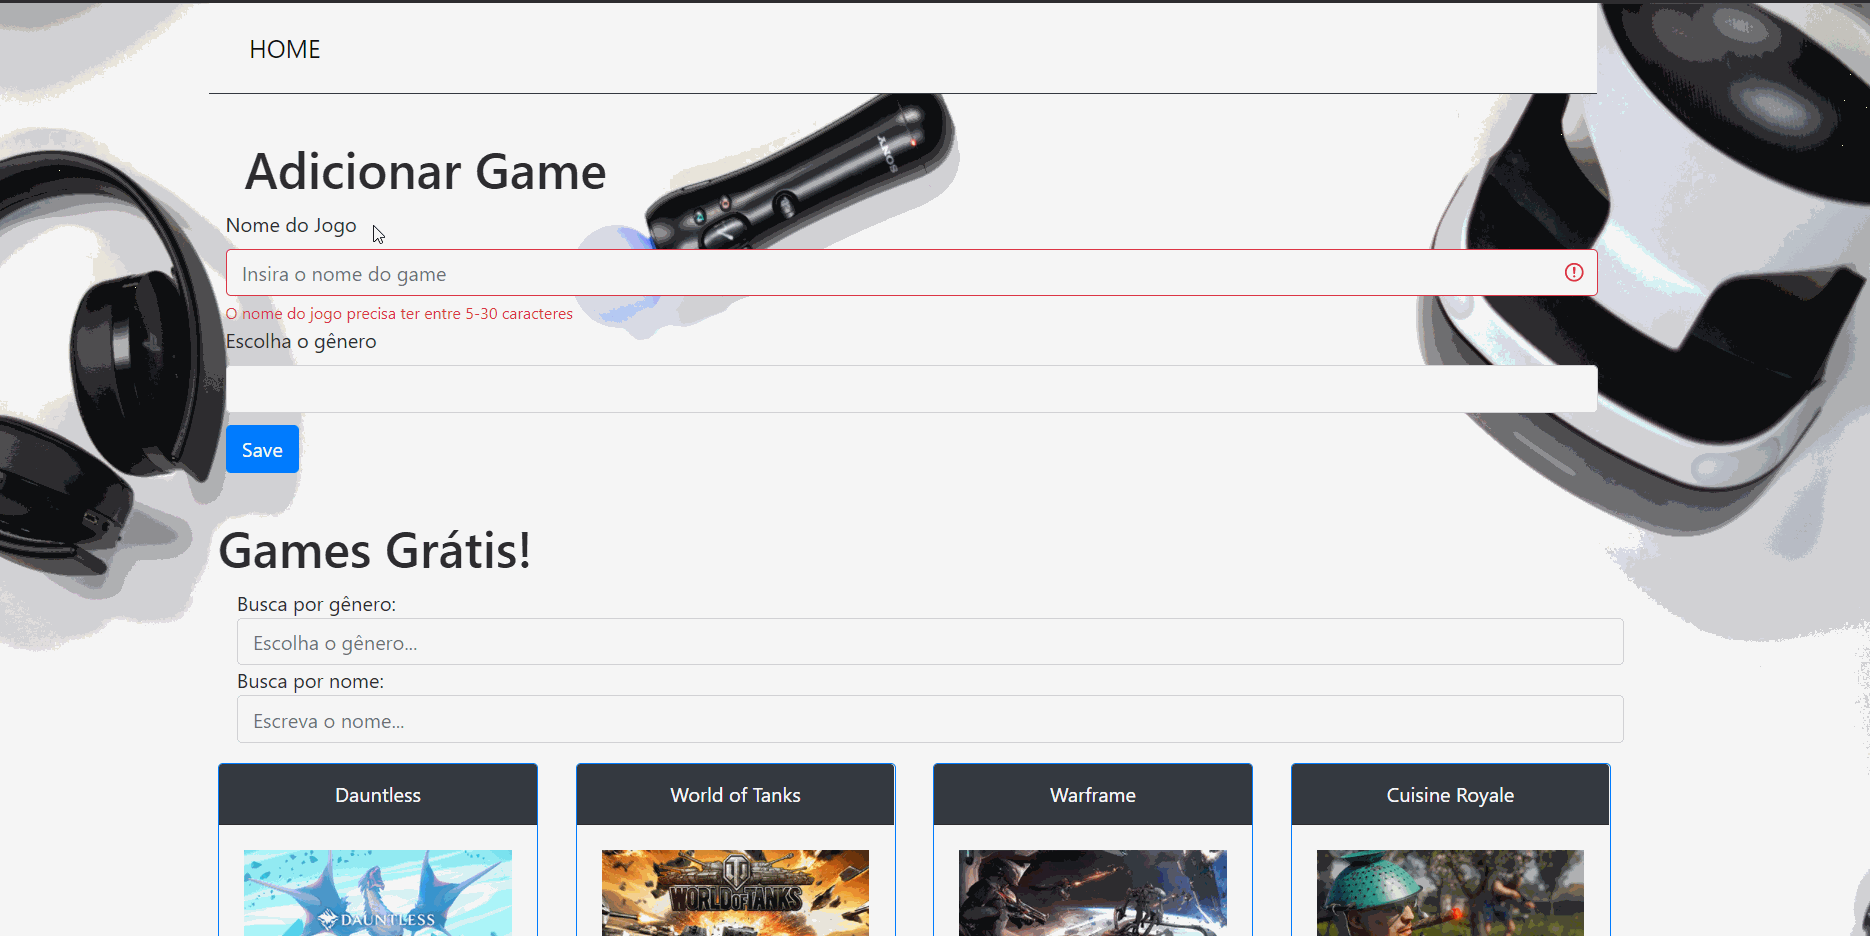 HOME
SONY
Adicionar Game
Nome do Jogo
Insira o nome do game
O nome do jogo precisa ter entre 5-30 caracteres
Escolha o gênero
Save
Games Grátis!
Busca por gênero:
Escolha o gênero...
Busca por nome:
Escreva o nome...
Dauntless
World of Tanks
Warframe
Cuisine Royale
DAUNTLESS
WORLD OF TANKS